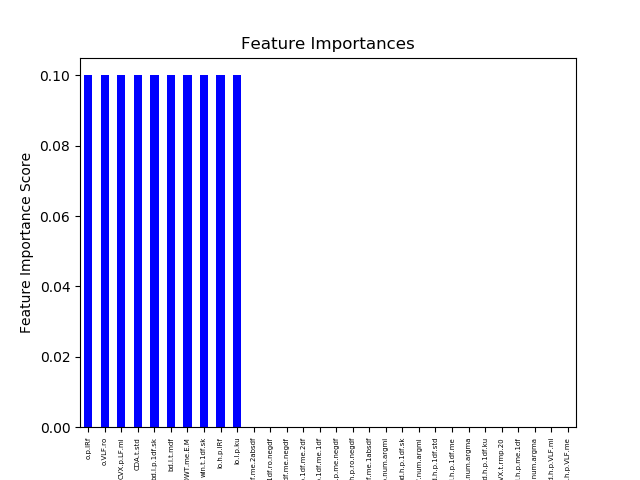 Feature Importances
Feature Importance Score
0.10
0.08
0.06
0.04
0.02
0.00
o.p.IRf
o.VLF.ro
CVX.p.LF.mi
CDA.t.std
bd.l.p.1df.sk
bd.l.t.mdf
WT.me.E.M
win.t.1df.sk
lo.h.p.IRf
lo.l.p.ku
f.me.2absdf
1df.ro.negdf
df.me.negdf
.1df.me.2df
.1df.me.1df
p.me.negdf
h.p.ro.negdf
f.me.1absdf
.num.argmi
d.h.p.1df.sk
.num.argmi
.h.p.1df.std
.h.p.1df.me
.num.argma
d.h.p.1df.ku
VX.t.rmp.20
.h.p.me.1df
.num.argma
d.h.p.VLF.mi
.h.p.VLF.me